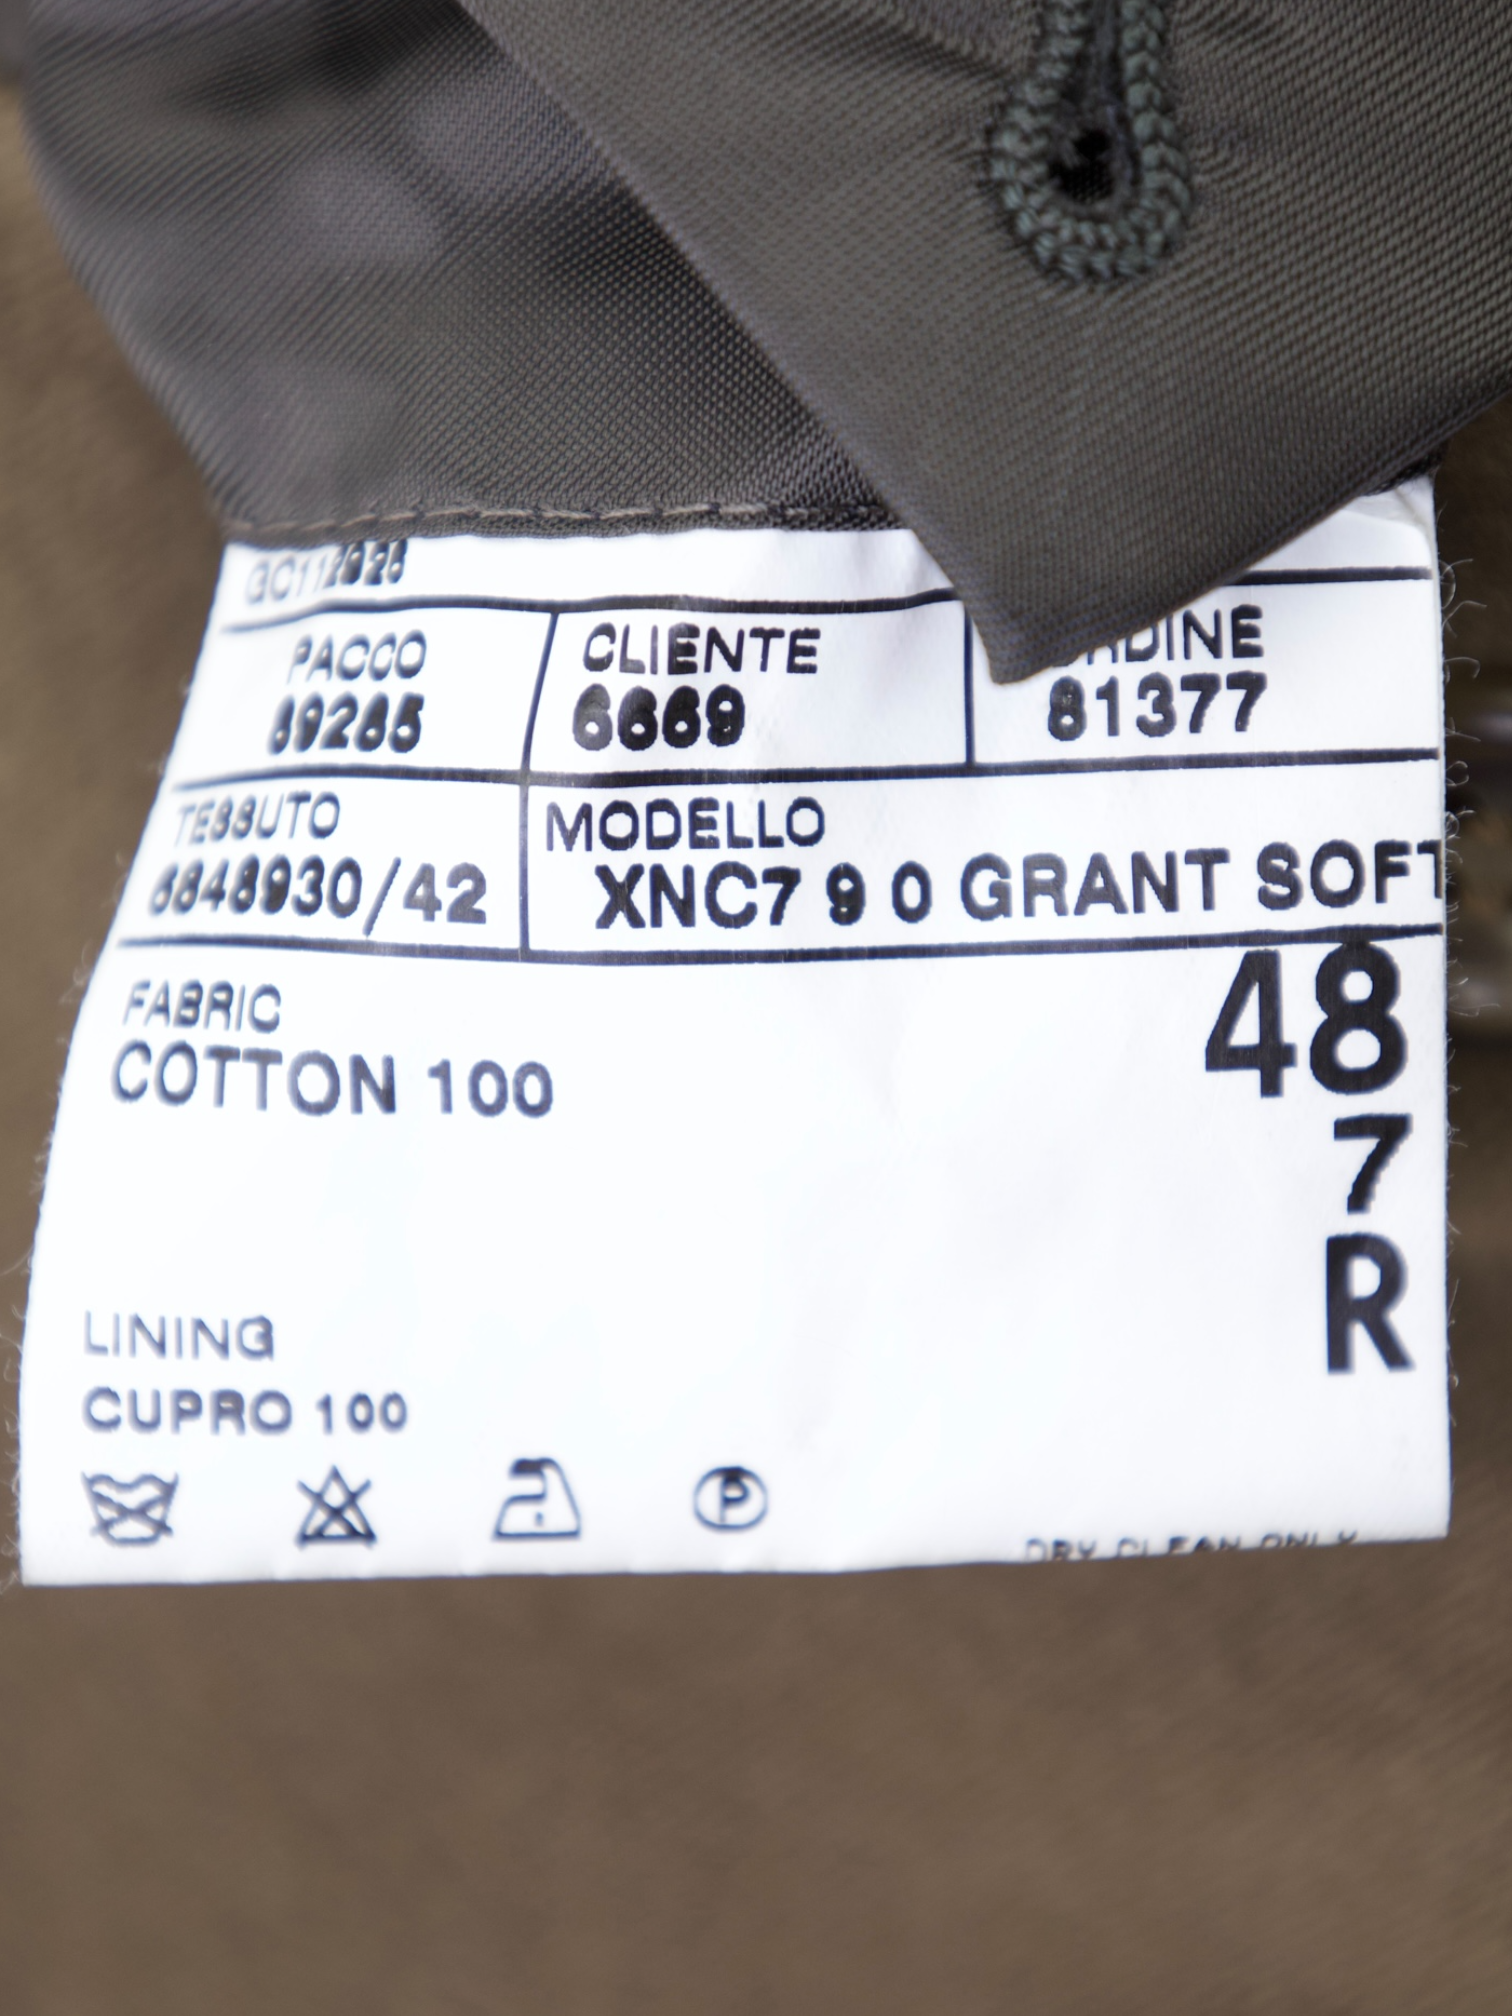 PACCO CLIENTE ORDINE
89285 6669 81377
TESSUTO MODELLO
6848930/42 XNC7 9 0 GRANT SOFT
FABRIC
COTTON 100
48
7
R
LINING
CUPRO 100
P
DRY CLEAN ONLY